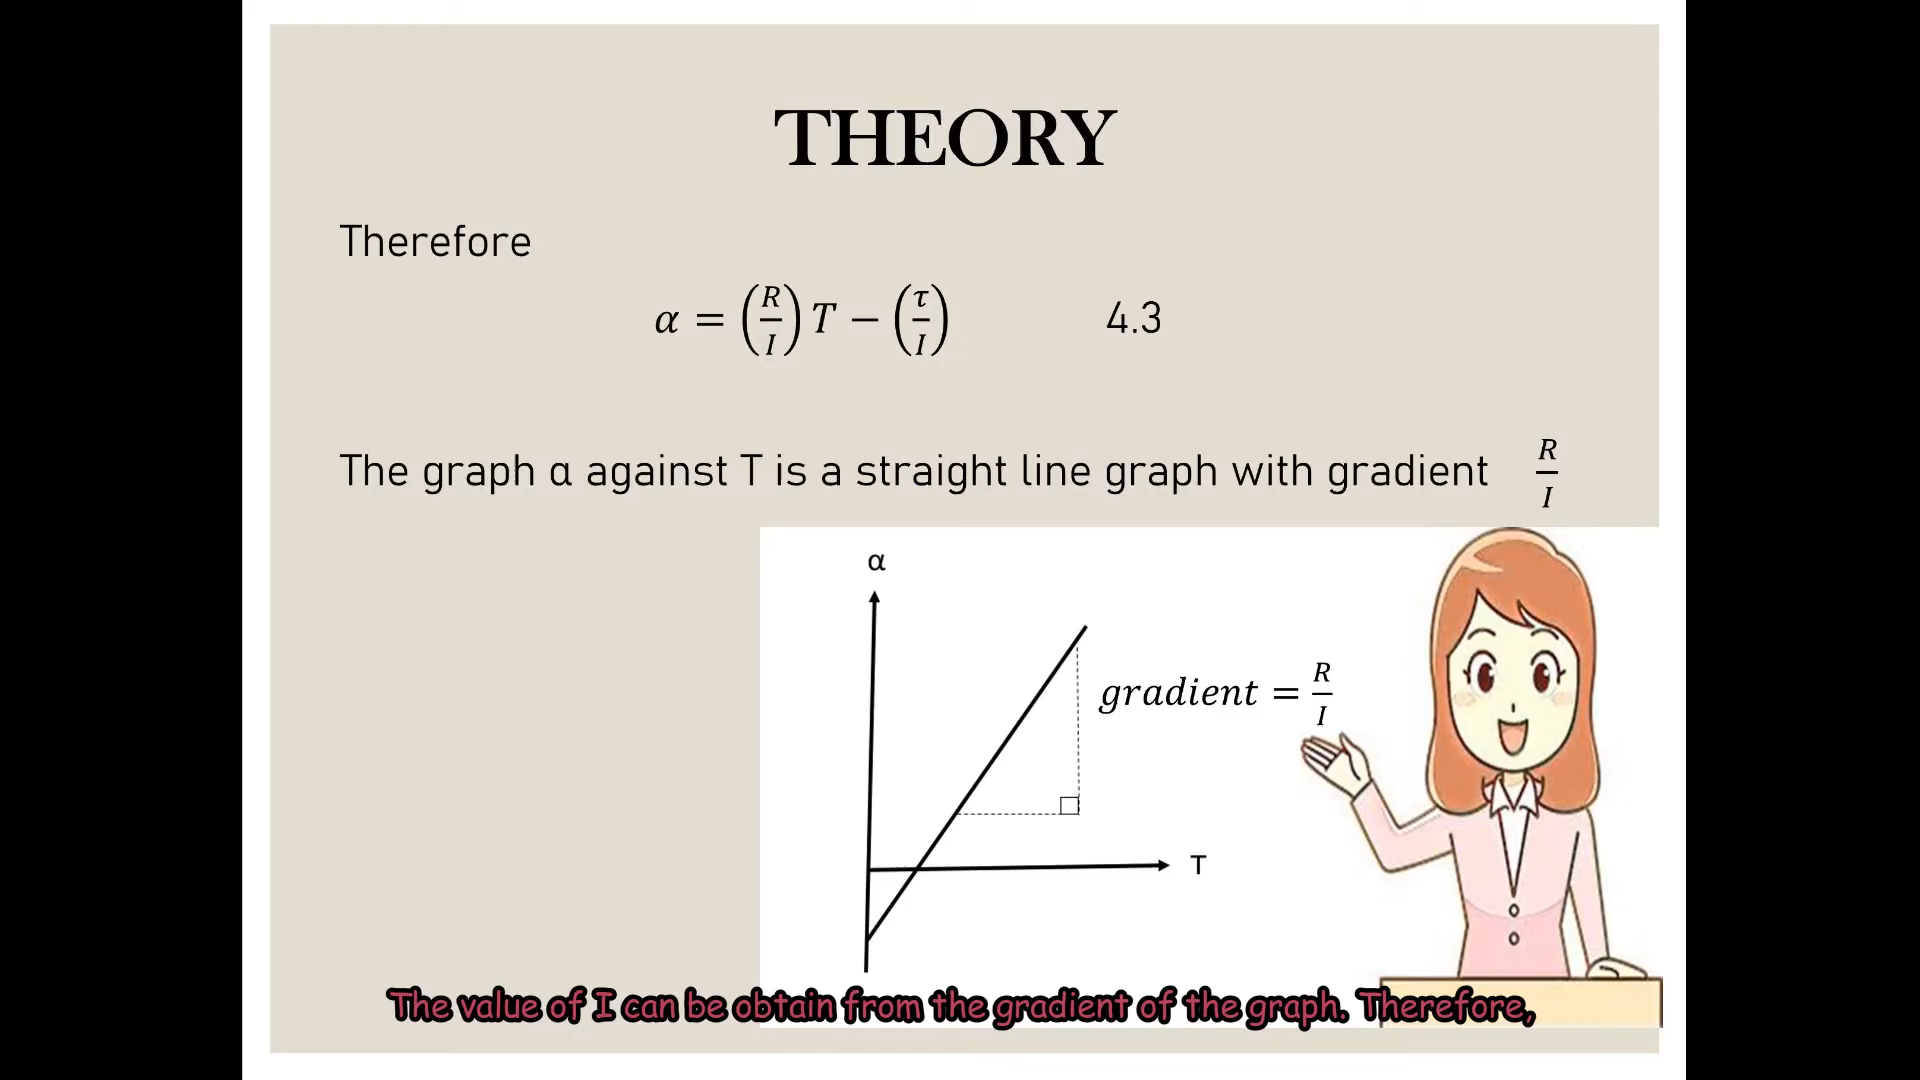 THEORY
Therefore
α = (R/I) T − (τ/I) 4.3
The graph α against T is a straight line graph with gradient R/I
α
gradient = R/I
T
The value of I can be obtain from the gradient of the graph. Therefore,